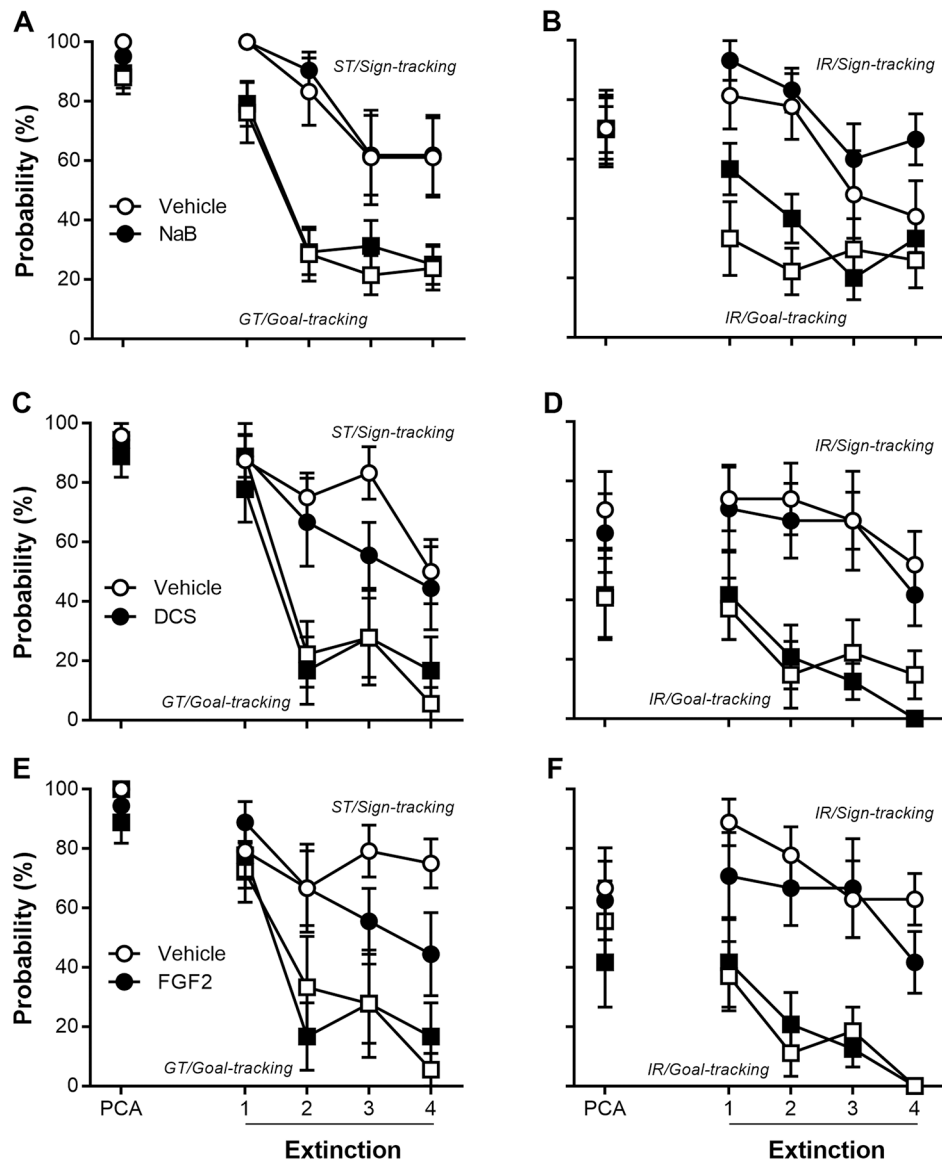 A
B
100
80
60
40
20
0
Probability (%)
ST/Sign-tracking
IR/Sign-tracking
Vehicle
NaB
GT/Goal-tracking
IR/Goal-tracking
C
D
100
80
60
40
20
0
Probability (%)
ST/Sign-tracking
IR/Sign-tracking
Vehicle
DCS
GT/Goal-tracking
IR/Goal-tracking
E
F
100
80
60
40
20
0
Probability (%)
ST/Sign-tracking
IR/Sign-tracking
Vehicle
FGF2
GT/Goal-tracking
IR/Goal-tracking
PCA 1 2 3 4
Extinction
PCA 1 2 3 4
Extinction